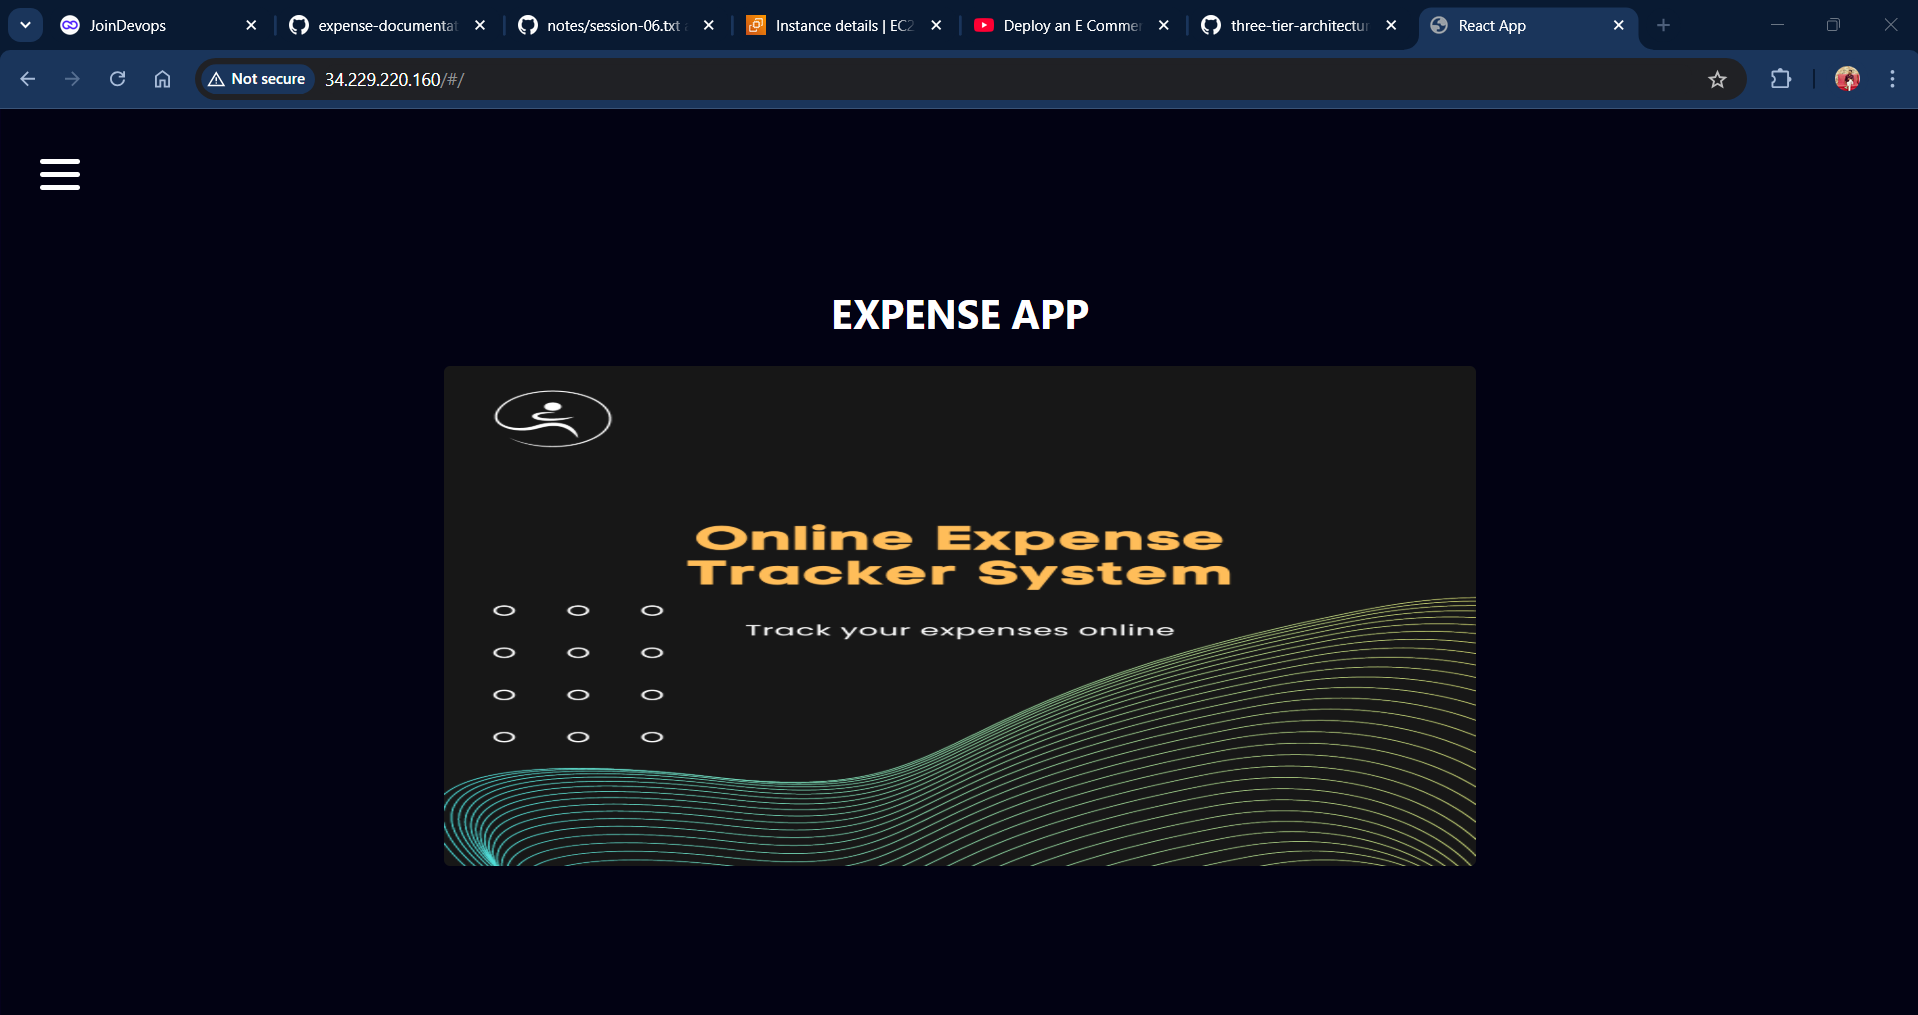 JoinDevops
expense-documentat
notes/session-06.txt
Instance details | EC2
Deploy an E Commer
three-tier-architectur
React App
Not secure
34.229.220.160/#/
EXPENSE APP
Online Expense
Tracker System
Track your expenses online